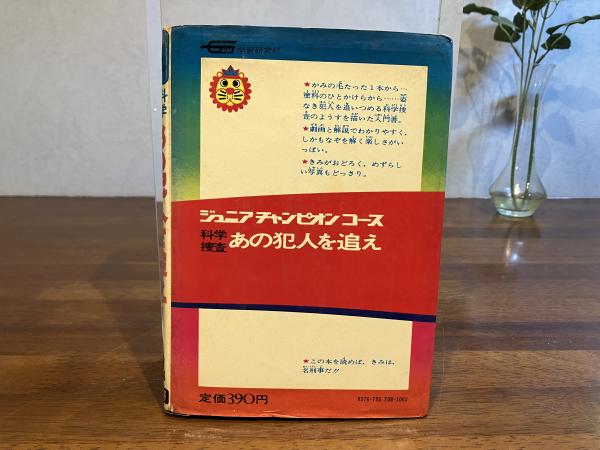 学習研究社
★かみの毛たった1本から…
塗料のひとかけらから……姿
なき犯人を追いつめる科学捜
査のようすを描いた入門書。
★劇画と解説でわかりやすく、
しかもなぞを解く楽しさがい
っぱい。
★きみがおどろく、めずらし
い写真もどっさり。
ジュニアチャンピオンコース
科学
捜査 あの犯人を追え
★この本を読めば、きみは、
名刑事だ!!
定価390円
科学